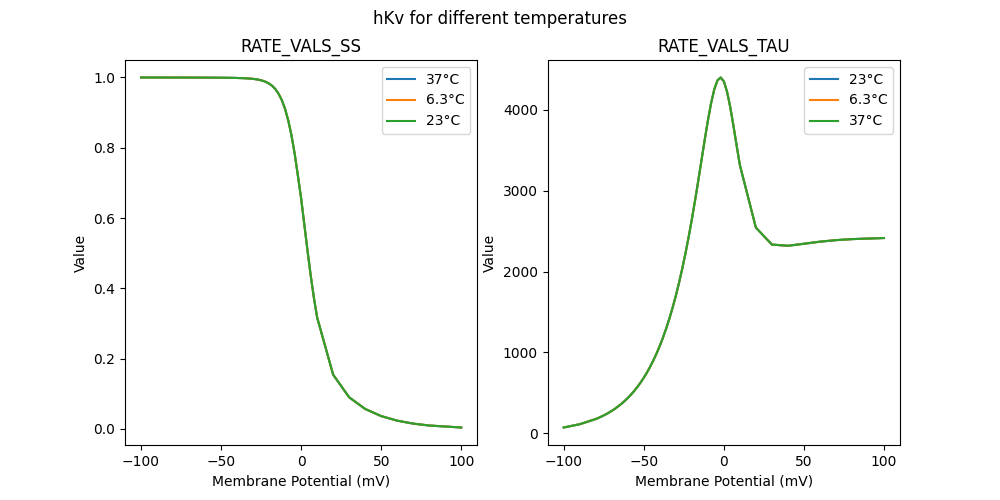 hKv for different temperatures
RATE_VALS_SS
Value
1.0
0.8
0.6
0.4
0.2
0.0
37°C
6.3°C
23°C
−100
−50
0
50
100
Membrane Potential (mV)
RATE_VALS_TAU
Value
4000
3000
2000
1000
0
23°C
6.3°C
37°C
−100
−50
0
50
100
Membrane Potential (mV)